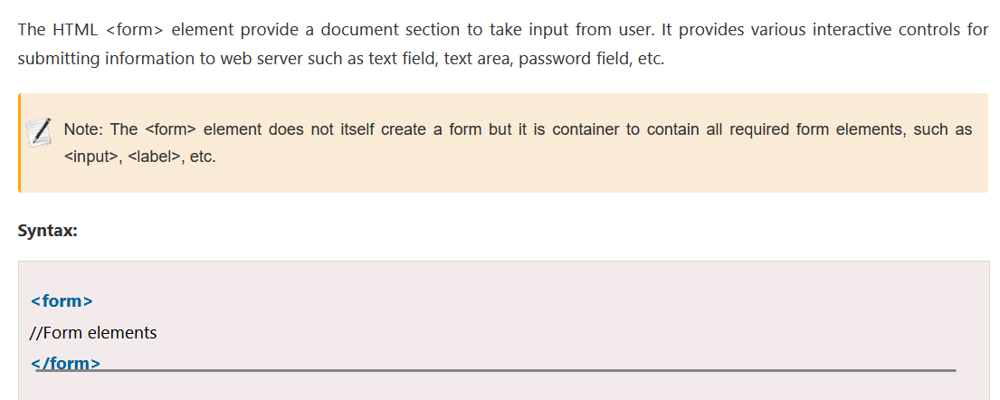 The HTML <form> element provide a document section to take input from user. It provides various interactive controls for
submitting information to web server such as text field, text area, password field, etc.
Note: The <form> element does not itself create a form but it is container to contain all required form elements, such as
<input>, <label>, etc.
Syntax:
<form>
//Form elements
</form>